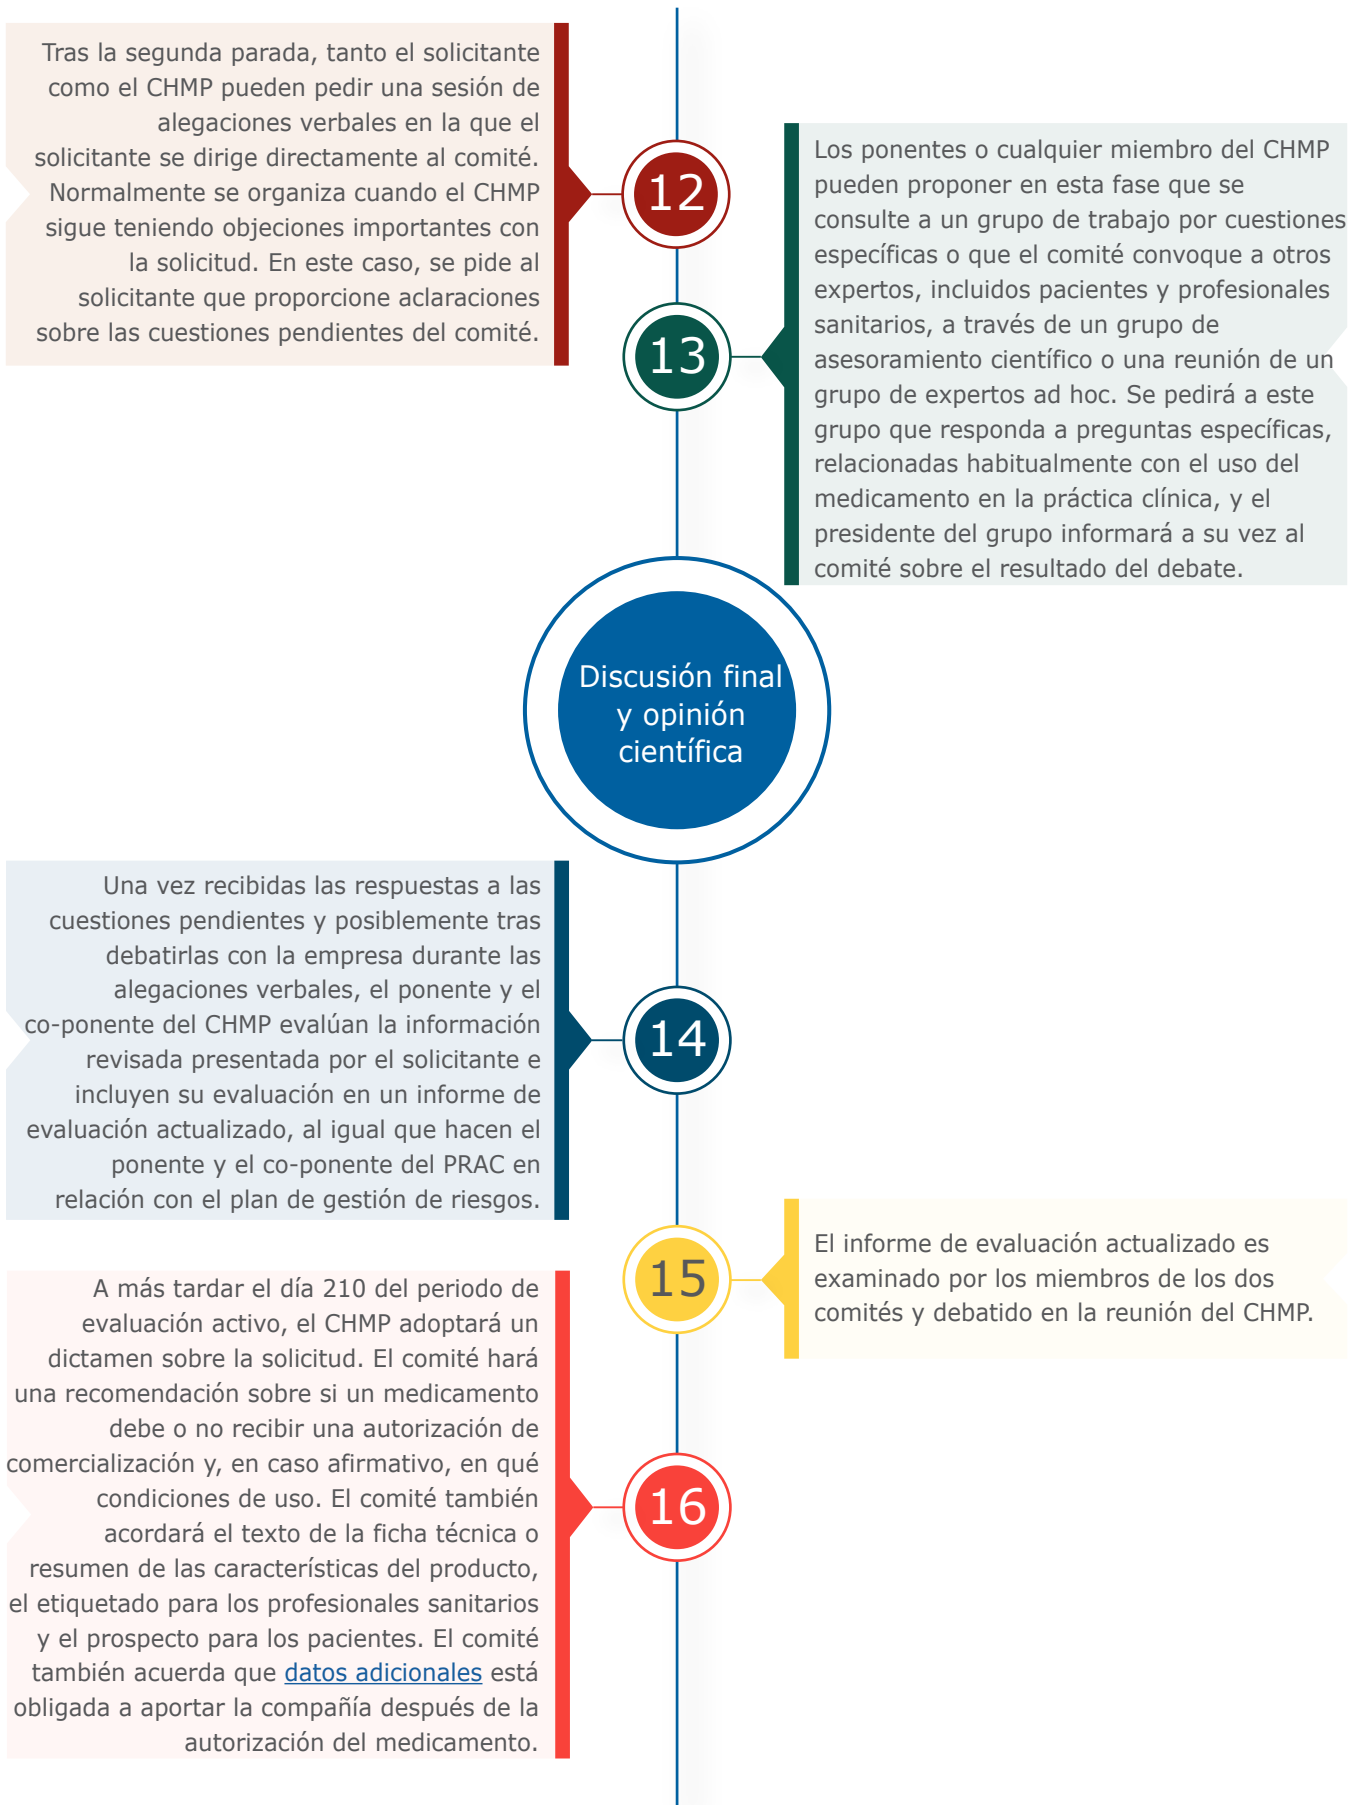 Tras la segunda parada, tanto el solicitante
como el CHMP pueden pedir una sesión de
alegaciones verbales en la que el
solicitante se dirige directamente al comité.
Normalmente se organiza cuando el CHMP
sigue teniendo objeciones importantes con
la solicitud. En este caso, se pide al
solicitante que proporcione aclaraciones
sobre las cuestiones pendientes del comité.
12
13
Los ponentes o cualquier miembro del CHMP
pueden proponer en esta fase que se
consulte a un grupo de trabajo por cuestiones
específicas o que el comité convoque a otros
expertos, incluidos pacientes y profesionales
sanitarios, a través de un grupo de
asesoramiento científico o una reunión de un
grupo de expertos ad hoc. Se pedirá a este
grupo que responda a preguntas específicas,
relacionadas habitualmente con el uso del
medicamento en la práctica clínica, y el
presidente del grupo informará a su vez al
comité sobre el resultado del debate.
Discusión final
y opinión
científica
Una vez recibidas las respuestas a las
cuestiones pendientes y posiblemente tras
debatirlas con la empresa durante las
alegaciones verbales, el ponente y el
co-ponente del CHMP evalúan la información
revisada presentada por el solicitante e
incluyen su evaluación en un informe de
evaluación actualizado, al igual que hacen el
ponente y el co-ponente del PRAC en
relación con el plan de gestión de riesgos.
14
15
El informe de evaluación actualizado es
examinado por los miembros de los dos
comités y debatido en la reunión del CHMP.
A más tardar el día 210 del periodo de
evaluación activo, el CHMP adoptará un
dictamen sobre la solicitud. El comité hará
una recomendación sobre si un medicamento
debe o no recibir una autorización de
comercialización y, en caso afirmativo, en qué
condiciones de uso. El comité también
acordará el texto de la ficha técnica o
resumen de las características del producto,
el etiquetado para los profesionales sanitarios
y el prospecto para los pacientes. El comité
también acuerda que datos adicionales está
obligada a aportar la compañía después de la
autorización del medicamento.
16